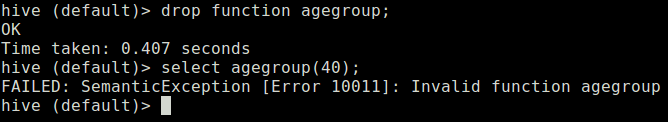 hive (default)> drop function agegroup;
OK
Time taken: 0.407 seconds
hive (default)> select agegroup(40);
FAILED: SemanticException [Error 10011]: Invalid function agegroup
hive (default)>